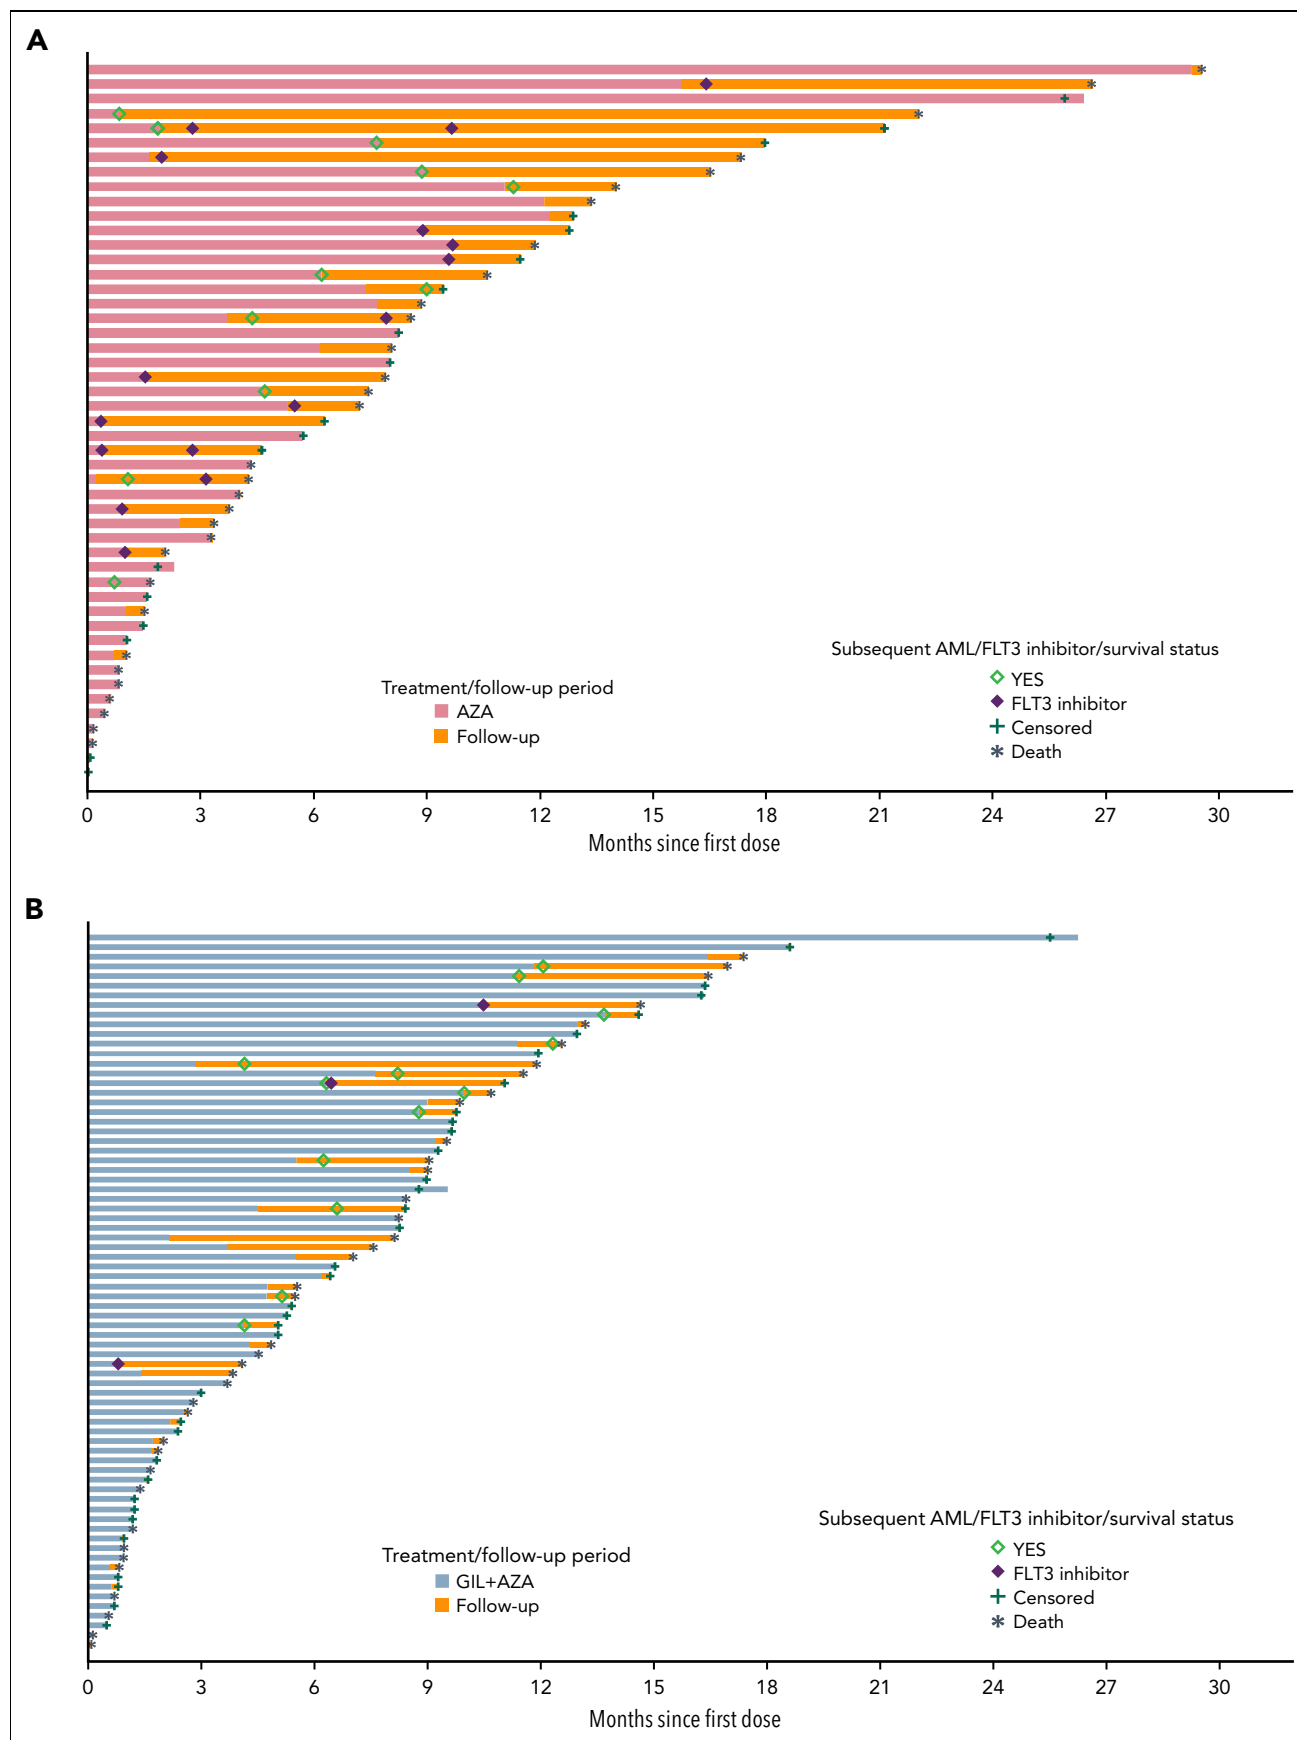 A
Subsequent AML/FLT3 inhibitor/survival status
YES
FLT3 inhibitor
Censored
Death
Treatment/follow-up period
AZA
Follow-up
0 3 6 9 12 15 18 21 24 27 30
Months since first dose
B
Subsequent AML/FLT3 inhibitor/survival status
YES
FLT3 inhibitor
Censored
Death
Treatment/follow-up period
GIL+AZA
Follow-up
0 3 6 9 12 15 18 21 24 27 30
Months since first dose